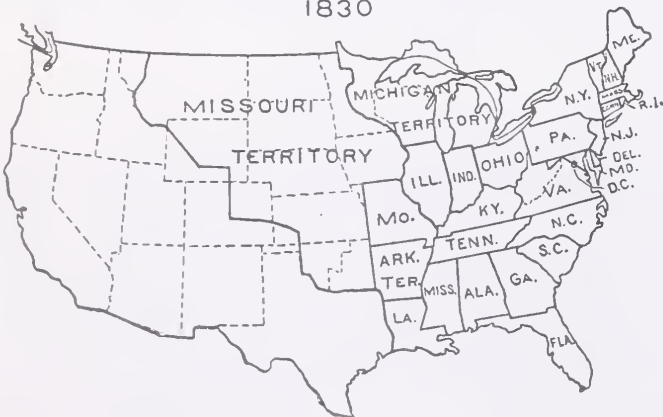 1830
ME.
VT.
N.H.
MICHIGAN
N.Y.
MASS.
CONN.
R.I.
MISSOURI
TERRITORY
PA.
N.J.
TERRITORY
OHIO
DEL.
ILL.
IND.
MD.
VA.
D.C.
MO.
KY.
N.C.
TENN.
ARK.
S.C.
TER.
MISS.
ALA.
GA.
LA.
FLA.